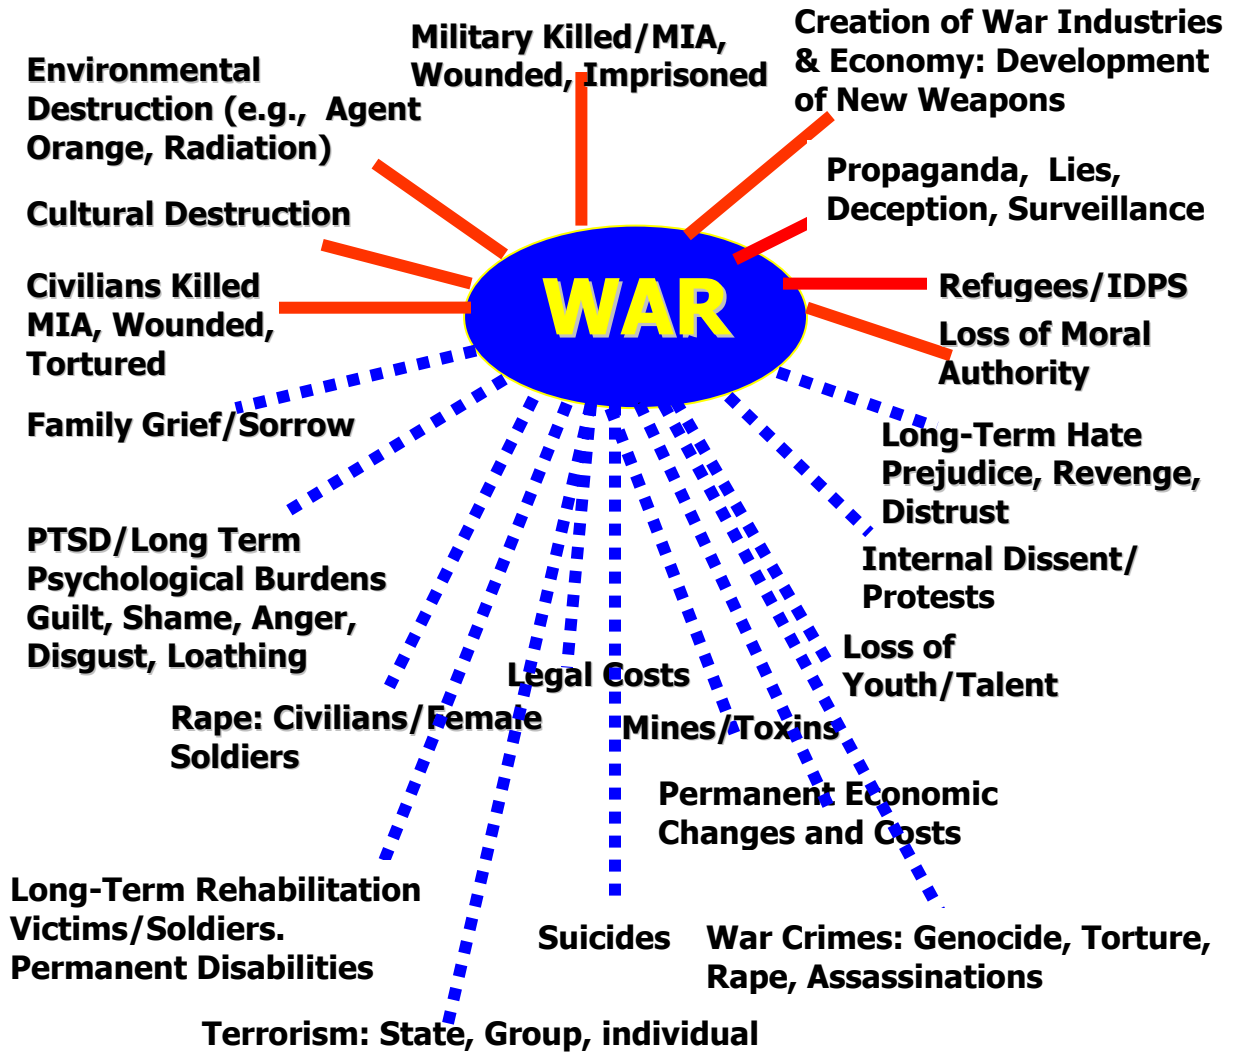 Military Killed/MIA,
Wounded, Imprisoned
Creation of War Industries
& Economy: Development
of New Weapons
Environmental
Destruction (e.g.,  Agent
Orange, Radiation)
Propaganda,  Lies,
Deception, Surveillance
Cultural Destruction
Civilians Killed
MIA, Wounded,
Tortured
WAR
Refugees/IDPS
Loss of Moral
Authority
Family Grief/Sorrow
Long-Term Hate
Prejudice, Revenge,
Distrust
PTSD/Long Term
Psychological Burdens
Guilt, Shame, Anger,
Disgust, Loathing
Internal Dissent/
Protests
Loss of
Youth/Talent
Legal Costs
Rape: Civilians/Female
Soldiers
Mines/Toxins
Permanent Economic
Changes and Costs
Long-Term Rehabilitation
Victims/Soldiers.
Permanent Disabilities
Suicides
War Crimes: Genocide, Torture,
Rape, Assassinations
Terrorism: State, Group, individual